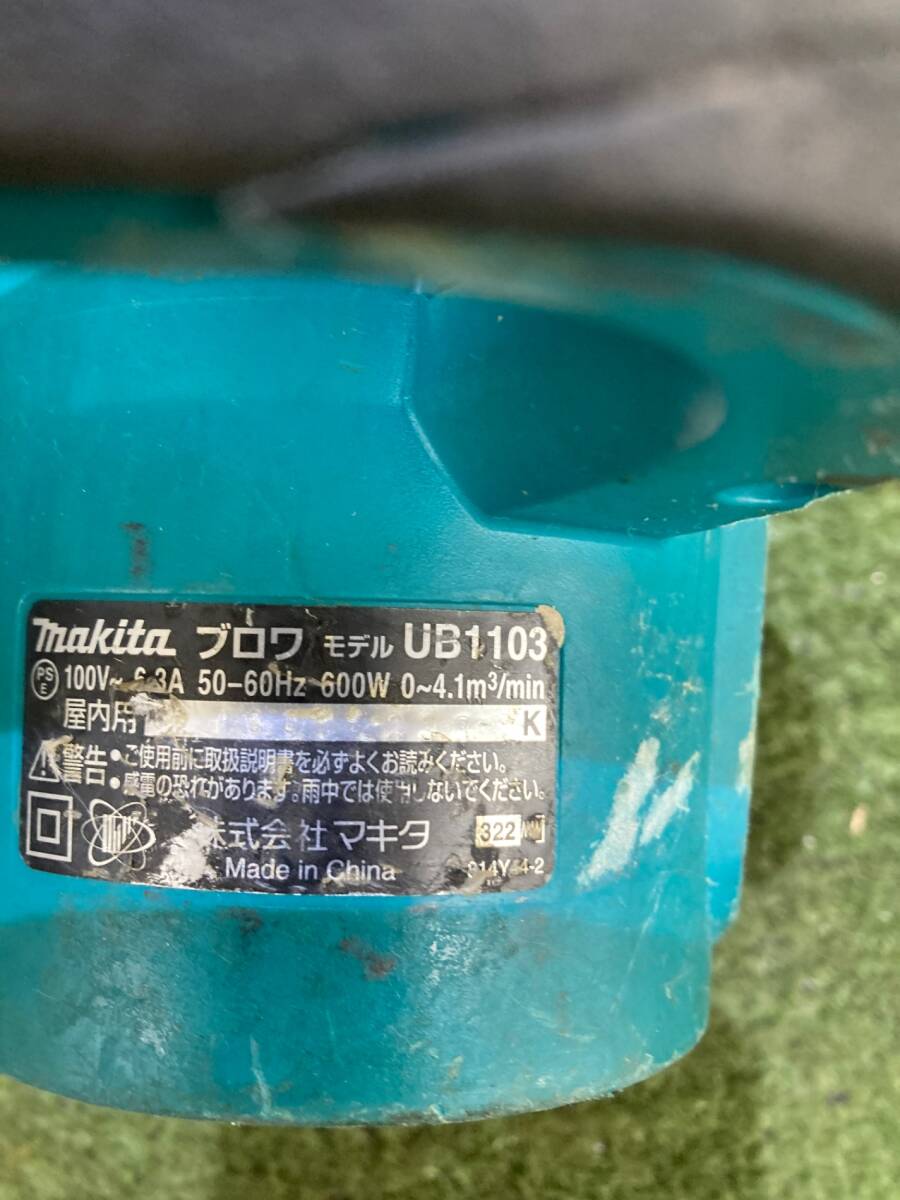 makita ブロワ モデル UB1103
PS E 100V~ 6.3A 50-60Hz 600W 0~4.1m³/min
屋内用 K
⚠警告 •ご使用前に取扱説明書を必ずよくお読みください。
•感電の恐れがあります。雨中では使用しないでください。
株式会社 マキタ 322
Made in China